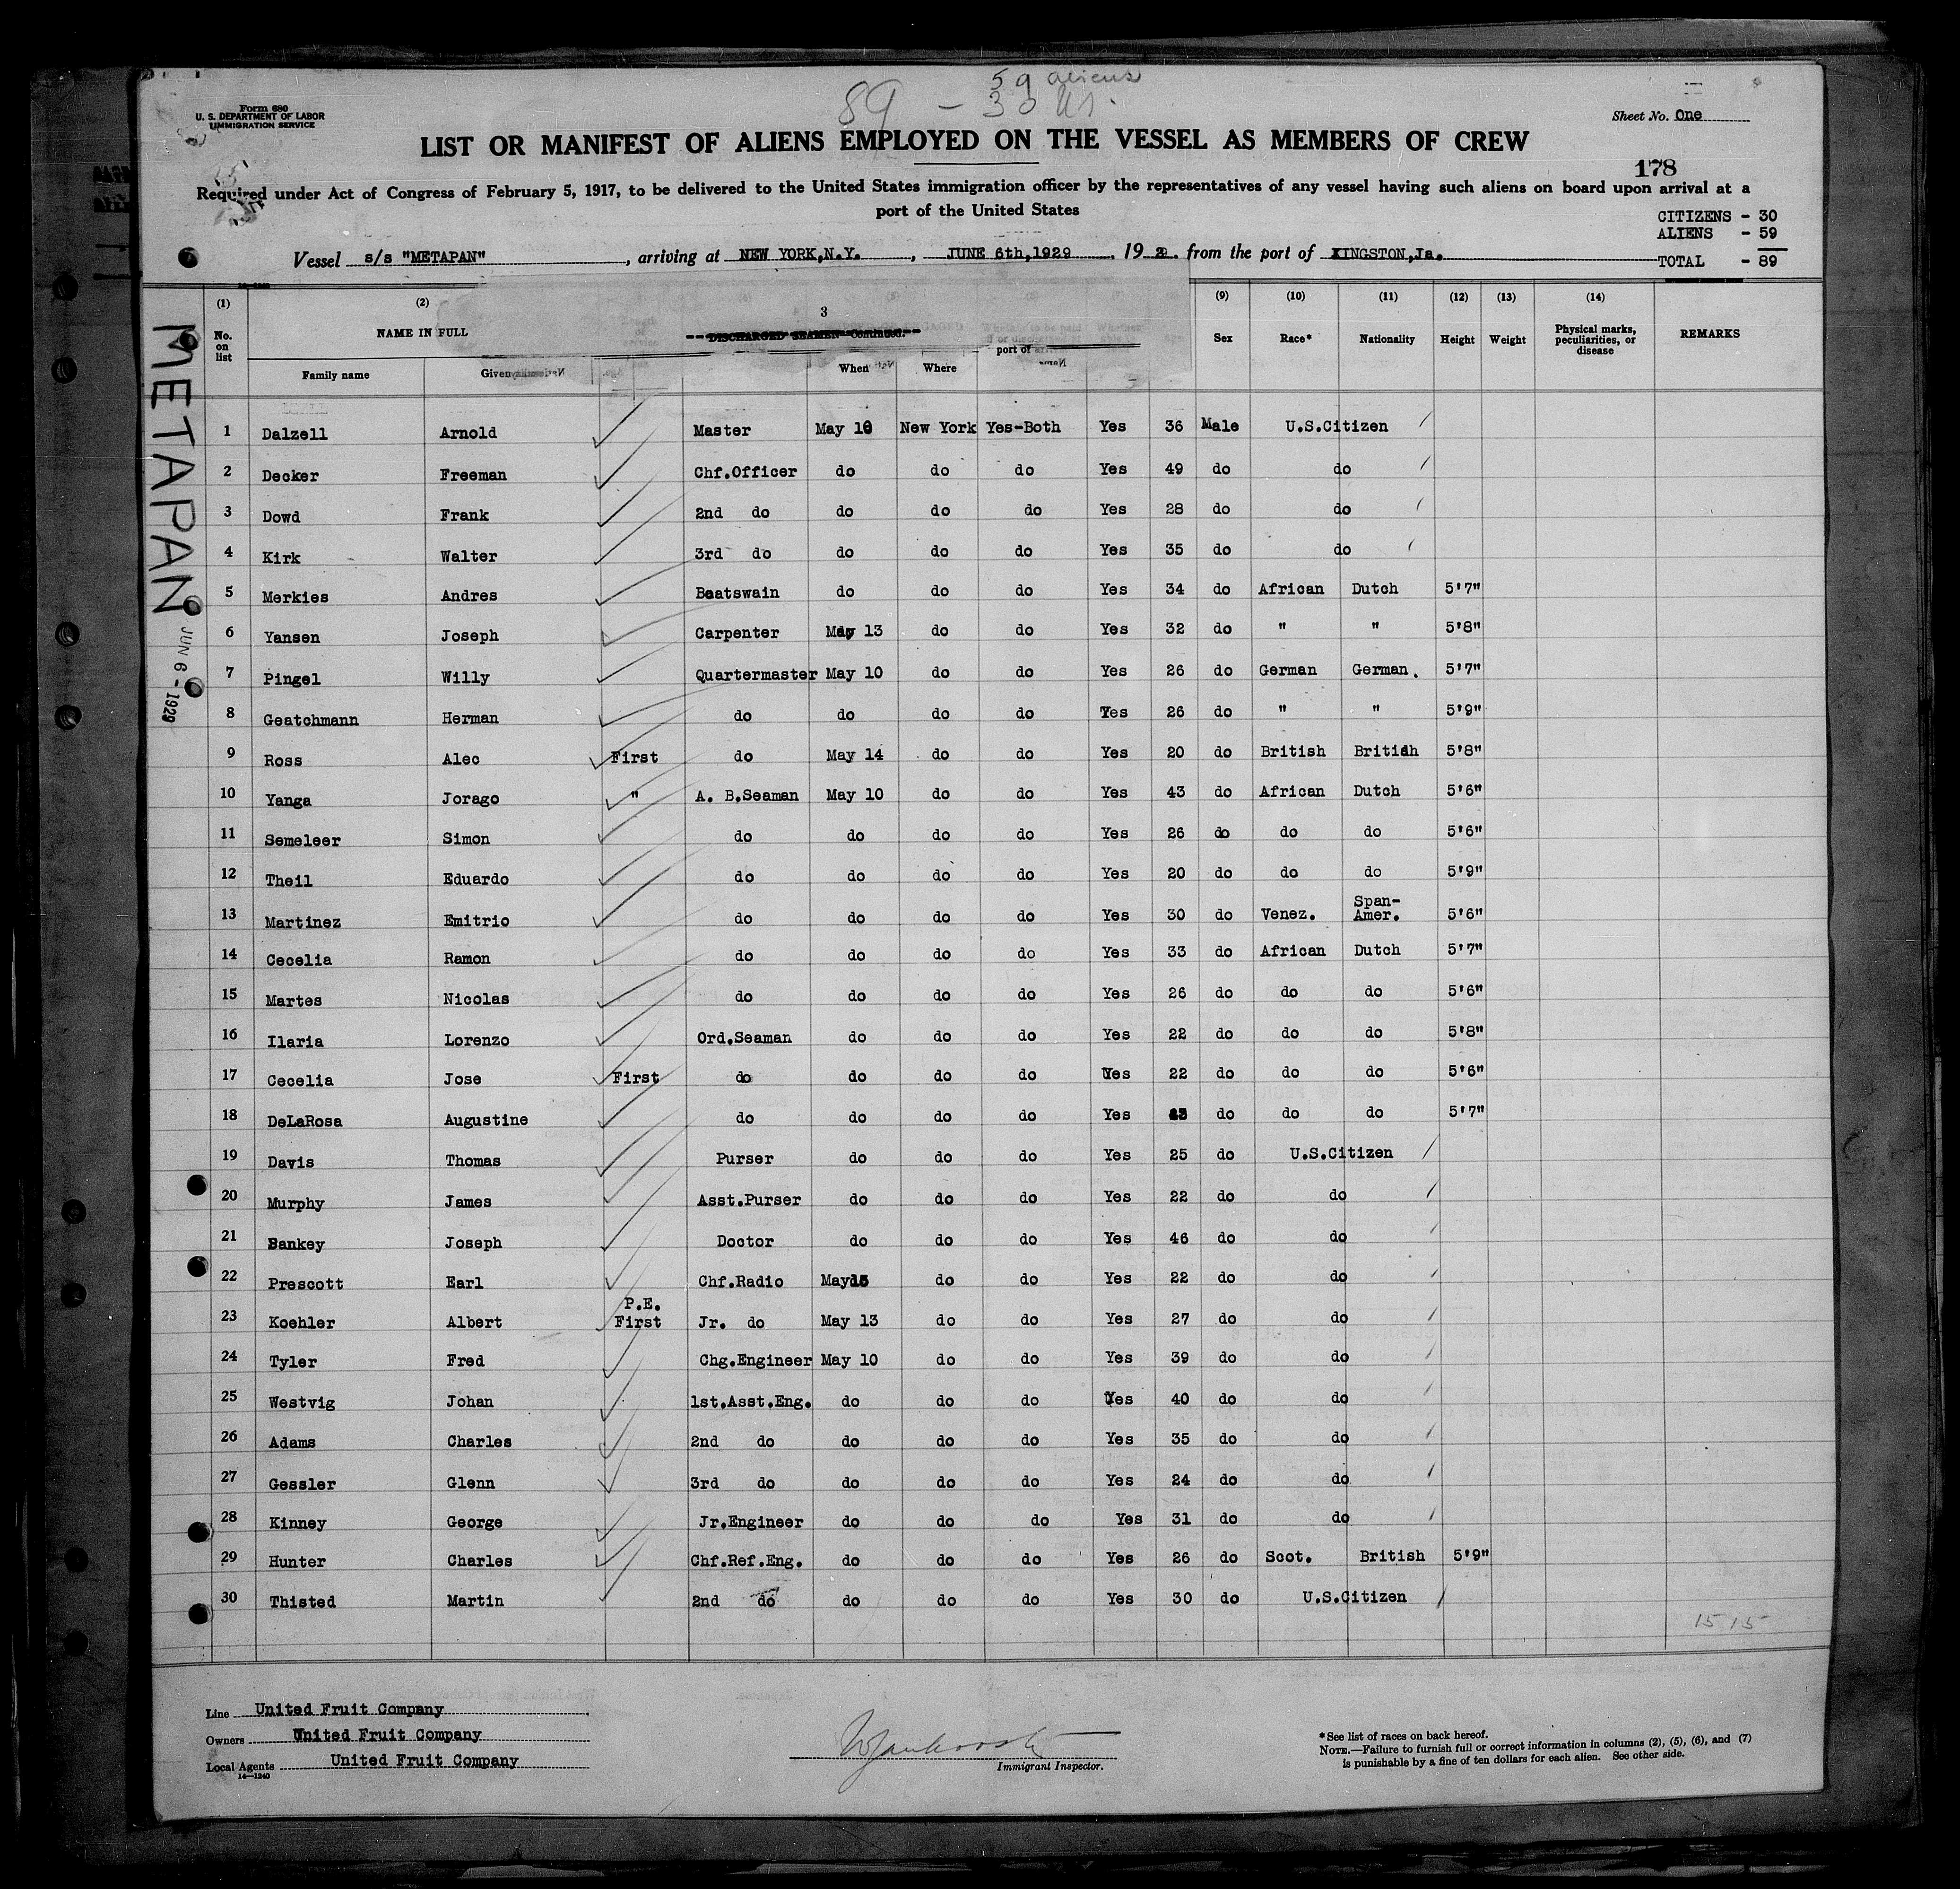 59 aliens
89 - 30 US.
Form 680
U. S. DEPARTMENT OF LABOR
IMMIGRATION SERVICE
Sheet No. One
LIST OR MANIFEST OF ALIENS EMPLOYED ON THE VESSEL AS MEMBERS OF CREW
178
Required under Act of Congress of February 5, 1917, to be delivered to the United States immigration officer by the representatives of any vessel having such aliens on board upon arrival at a
port of the United States
CITIZENS - 30
ALIENS - 59
TOTAL - 89
Vessel s/s "METAPAN", arriving at NEW YORK,N.Y., JUNE 6th,1929, 192 . from the port of KINGSTON,Ja.
METAPAN
JUN 6 - 1929
(1) (2) 3 (9) (10) (11) (12) (13) (14)
No. on list NAME IN FULL DISCHARGED SEAMEN—Continued. port of Sex Race* Nationality Height Weight Physical marks, peculiarities, or disease REMARKS
Family name Given When Where
1 Dalzell Arnold Master May 10 New York Yes-Both Yes 36 Male U.S.Citizen
2 Decker Freeman Chf.Officer do do do Yes 49 do do
3 Dowd Frank 2nd do do do do Yes 28 do do
4 Kirk Walter 3rd do do do do Yes 35 do do
5 Merkies Andres Boatswain do do do Yes 34 do African Dutch 5'7"
6 Yansen Joseph Carpenter May 13 do do Yes 32 do " " 5'8"
7 Pingel Willy Quartermaster May 10 do do Yes 26 do German German. 5'7"
8 Geatchmann Herman do do do do Yes 26 do " " 5'9"
9 Ross Alec First do May 14 do do Yes 20 do British British 5'8"
10 Yanga Jorago " A. B.Seaman May 10 do do Yes 43 do African Dutch 5'6"
11 Semeleer Simon do do do do Yes 26 do do do 5'6"
12 Theil Eduardo do do do do Yes 20 do do do 5'9"
13 Martinez Emitrio do do do do Yes 30 do Venez. Span-Amer. 5'6"
14 Cecelia Ramon do do do do Yes 33 do African Dutch 5'7"
15 Martes Nicolas do do do do Yes 26 do do do 5'6"
16 Ilaria Lorenzo Ord.Seaman do do do Yes 22 do do do 5'8"
17 Cecelia Jose First do do do do Yes 22 do do do 5'6"
18 DeLaRosa Augustine do do do do Yes do do do 5'7"
19 Davis Thomas Purser do do do Yes 25 do U.S.Citizen
20 Murphy James Asst.Purser do do do Yes 22 do do
21 Bankey Joseph Doctor do do do Yes 46 do do
22 Prescott Earl Chf.Radio May do do Yes 22 do do
23 Koehler Albert P.E. First Jr. do May 13 do do Yes 27 do do
24 Tyler Fred Chg.Engineer May 10 do do Yes 39 do do
25 Westvig Johan 1st.Asst.Eng. do do do Yes 40 do do
26 Adams Charles 2nd do do do do Yes 35 do do
27 Gessler Glenn 3rd do do do do Yes 24 do do
28 Kinney George Jr.Engineer do do do Yes 31 do do
29 Hunter Charles Chf.Ref.Eng. do do do Yes 26 do Scot. British 5'9"
30 Thisted Martin 2nd do do do do Yes 30 do U.S.Citizen
15 15
Line United Fruit Company
Owners United Fruit Company
Local Agents United Fruit Company
14—1240
Immigrant Inspector.
*See list of races on back hereof.
NOTE.—Failure to furnish full or correct information in columns (2), (5), (6), and (7)
is punishable by a fine of ten dollars for each alien. See other side.